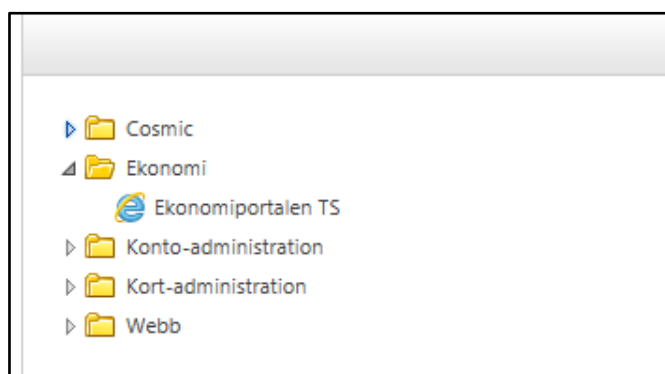 Cosmic
Ekonomi
Ekonomiportalen TS
Konto-administration
Kort-administration
Webb